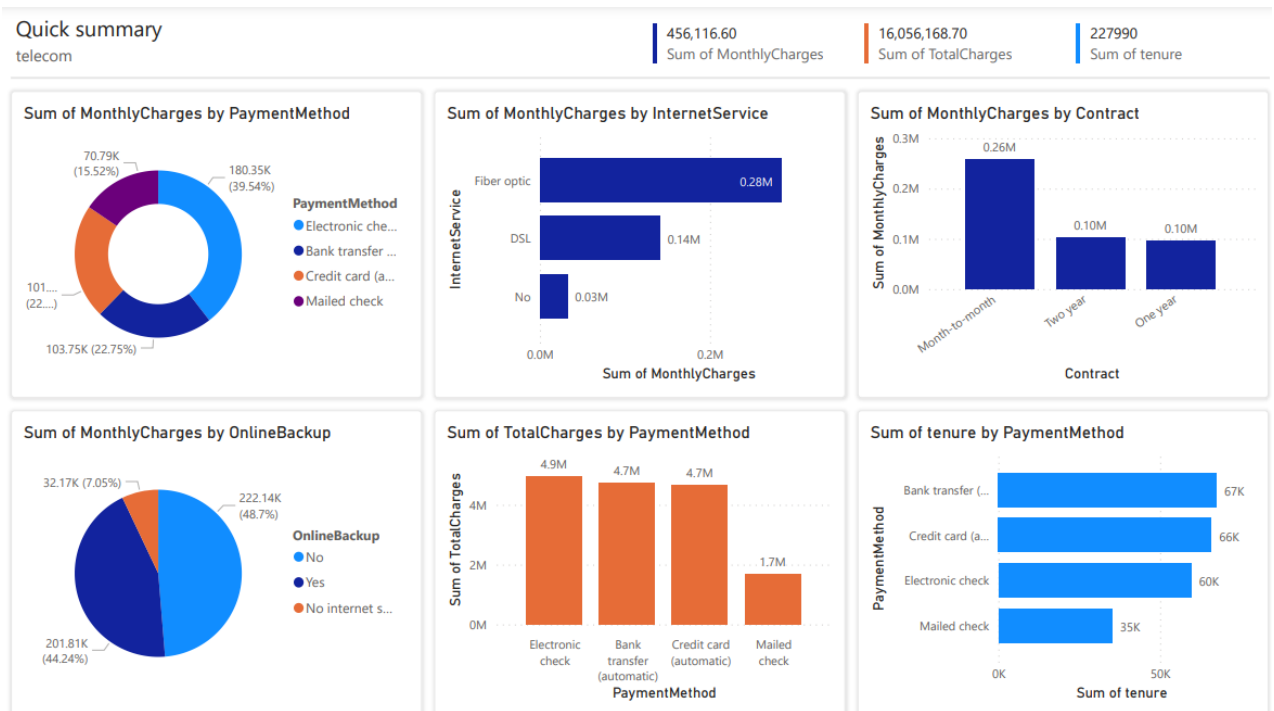 Quick summary
telecom
456,116.60
Sum of MonthlyCharges
16,056,168.70
Sum of TotalCharges
227990
Sum of tenure
Sum of MonthlyCharges by PaymentMethod
70.79K
(15.52%)
180.35K
(39.54%)
101....
(22....)
103.75K (22.75%)
PaymentMethod
Electronic che...
Bank transfer ...
Credit card (a...
Mailed check
Sum of MonthlyCharges by InternetService
InternetService
Fiber optic
0.28M
DSL
0.14M
No
0.03M
0.0M
0.2M
Sum of MonthlyCharges
Sum of MonthlyCharges by Contract
Sum of MonthlyCharges
0.3M
0.2M
0.1M
0.0M
0.26M
0.10M
0.10M
Month-to-month
Two year
One year
Contract
Sum of MonthlyCharges by OnlineBackup
32.17K (7.05%)
222.14K
(48.7%)
201.81K
(44.24%)
OnlineBackup
No
Yes
No internet s...
Sum of TotalCharges by PaymentMethod
Sum of TotalCharges
4M
2M
0M
4.9M
4.7M
4.7M
1.7M
Electronic
check
Bank
transfer
(automatic)
Credit card
(automatic)
Mailed
check
PaymentMethod
Sum of tenure by PaymentMethod
PaymentMethod
Bank transfer (...
67K
Credit card (a...
66K
Electronic check
60K
Mailed check
35K
0K
50K
Sum of tenure